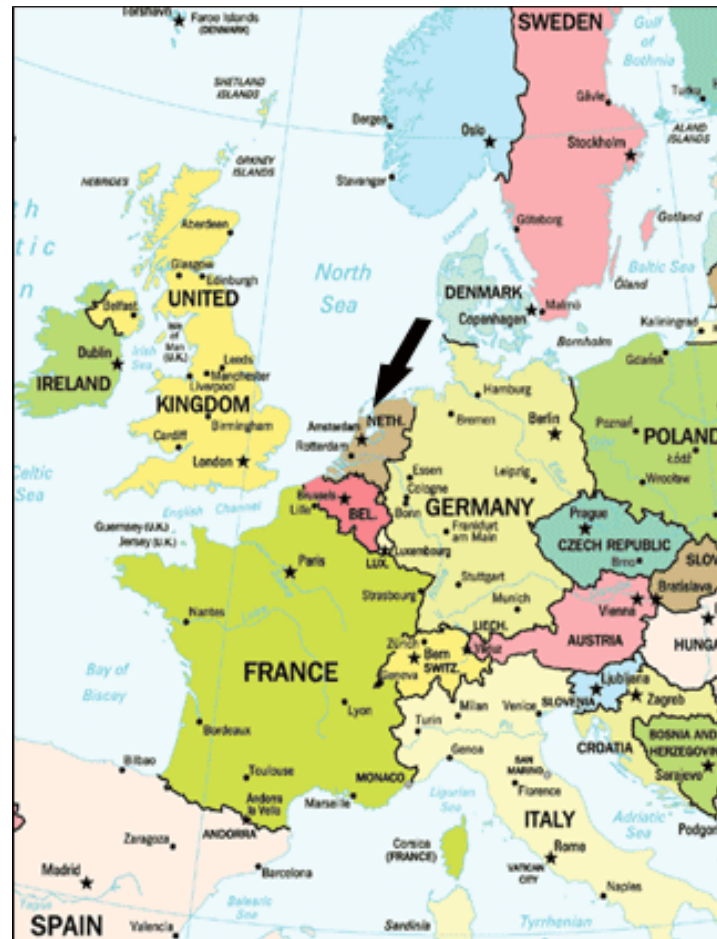 Faroe Islands
(DENMARK)
SWEDEN
Gulf
of
Bothnia
SHETLAND
ISLANDS
Gävle
Turku
Bergen
Oslo
ALAND
ISLANDS
Stockholm
HEBRIDES
ORKNEY
ISLANDS
Stavanger
Göteborg
Gotland
Aberdeen
North
Sea
Baltic Sea
Öland
Glasgow
Edinburgh
DENMARK
Copenhagen
Malmö
UNITED
KINGDOM
Belfast
Isle
of
Man
(U.K.)
Bornholm
Kaliningrad
Gdańsk
Dublin
Irish
Sea
IRELAND
Leeds
Manchester
Liverpool
Hamburg
Birmingham
Amsterdam
NETH.
Bremen
Berlin
Poznań
POLAND
Łódź
Cardiff
Rotterdam
London
Essen
Leipzig
Wrocław
Celtic
Sea
English Channel
Brussels
Lille
BEL.
Cologne
Bonn
GERMANY
Prague
Guernsey (U.K.)
Jersey (U.K.)
Frankfurt
am Main
CZECH REPUBLIC
Luxembourg
LUX.
Brno
SLOV
Paris
Strasbourg
Stuttgart
Bratislava
Nantes
Munich
Vienna
LIECH.
Vaduz
AUSTRIA
HUNGA
Zürich
Bern
SWITZ.
Geneva
FRANCE
Bay of
Biscay
Lyon
Ljubljana
SLOVENIA
Zagreb
Milan
Venice
Turin
Bordeaux
CROATIA
BOSNIA AND
HERZEGOVINA
Sarajevo
Genoa
SAN
MARINO
Bilbao
Toulouse
MONACO
Florence
Marseille
Ligurian
Sea
Andorra
la Vella
ANDORRA
ITALY
Adriatic
Sea
Podgor
Zaragoza
Corsica
(FRANCE)
Rome
VATICAN
CITY
Madrid
Barcelona
Naples
SPAIN
Balearic
Sea
Valencia
Sardinia
Tyrrhenian